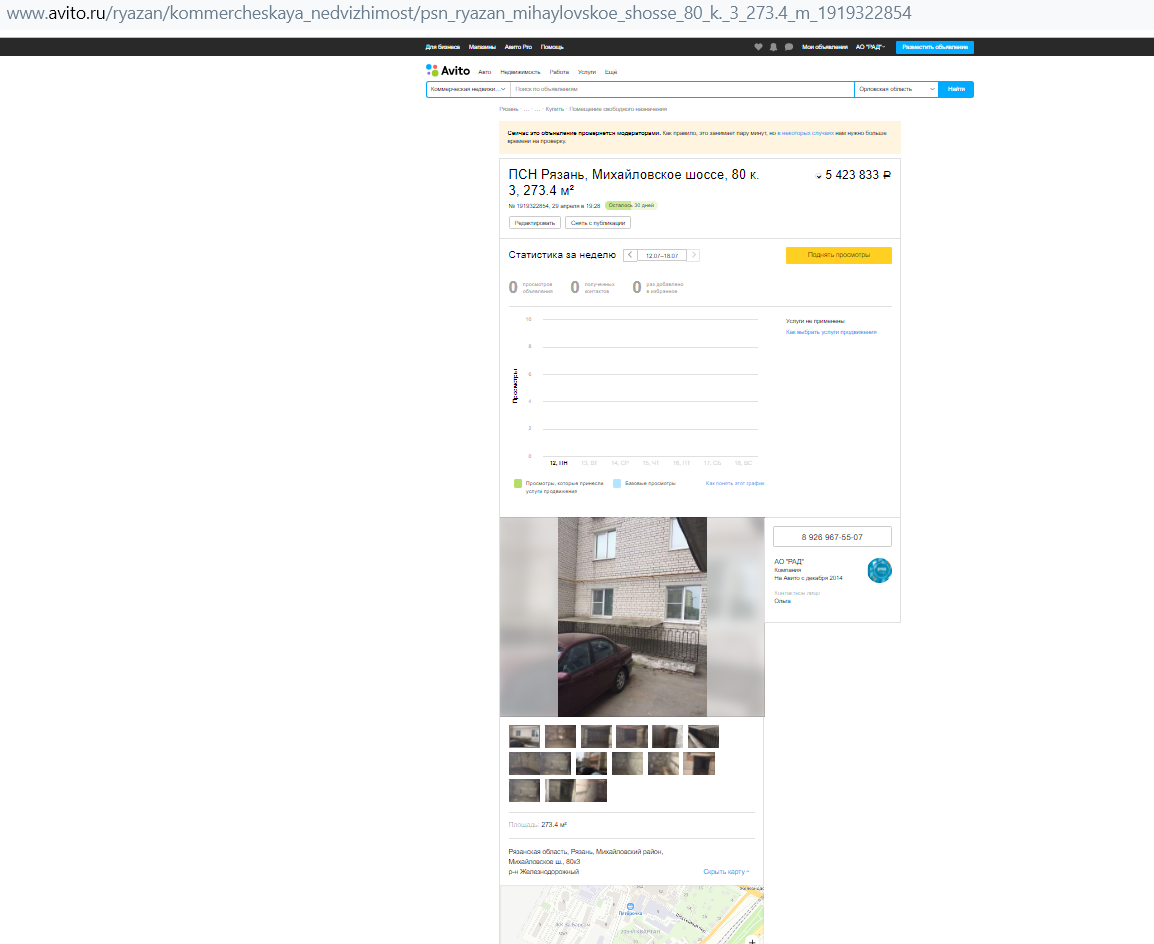 www.avito.ru/ryazan/kommercheskaya_nedvizhimost/psn_ryazan_mihaylovskoe_shosse_80_k._3_273.4_m_1919322854
Для бизнеса Магазины Авито Pro Помощь Мои объявления АО "РАД" Разместить объявление
Avito Авто Недвижимость Работа Услуги Ещё
Коммерческая недвижи... Поиск по объявлениям Орловская область Найти
Рязань · ... · ... · Купить · Помещение свободного назначения
Сейчас это объявление проверяется модераторами. Как правило, это занимает пару минут, но в некоторых случаях нам нужно больше
времени на проверку.
ПСН Рязань, Михайловское шоссе, 80 к. 5 423 833 ₽
3, 273.4 м²
№ 1919322854, 29 апреля в 19:28 Осталось 30 дней
Редактировать Снять с публикации
Статистика за неделю 12.07–18.07 Поднять просмотры
0 просмотров 0 полученных 0 раз добавлено
объявления контактов в избранное
10 Услуги не применены
Как выбрать услуги продвижения
8
6
Просмотры
4
2
0
12, ПН 13, ВТ 14, СР 15, ЧТ 16, ПТ 17, СБ 18, ВС
Просмотры, которые принесли Базовые просмотры Как понять этот график
услуги продвижения
8 926 967-55-07
АО "РАД"
Компания
На Авито с декабря 2014
Контактное лицо
Ольга
Площадь: 273.4 м²
Рязанская область, Рязань, Михайловский район,
Михайловское ш., 80к3
р-н Железнодорожный
Скрыть карту
Пятёрочка
+